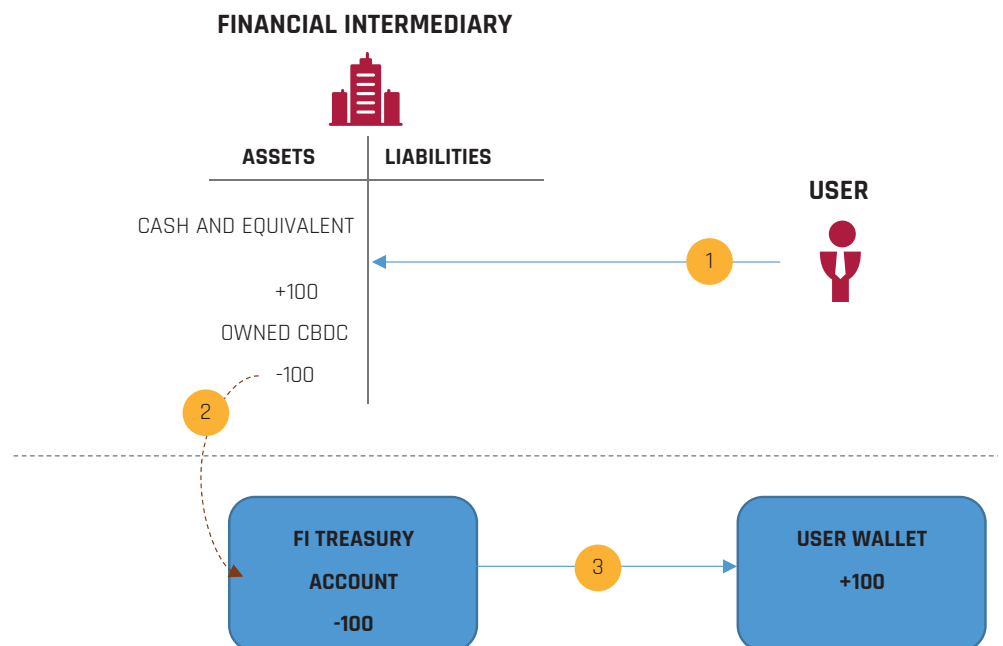 FINANCIAL INTERMEDIARY
ASSETS
LIABILITIES
USER
CASH AND EQUIVALENT
1
+100
OWNED CBDC
-100
2
FI TREASURY
ACCOUNT
-100
3
USER WALLET
+100